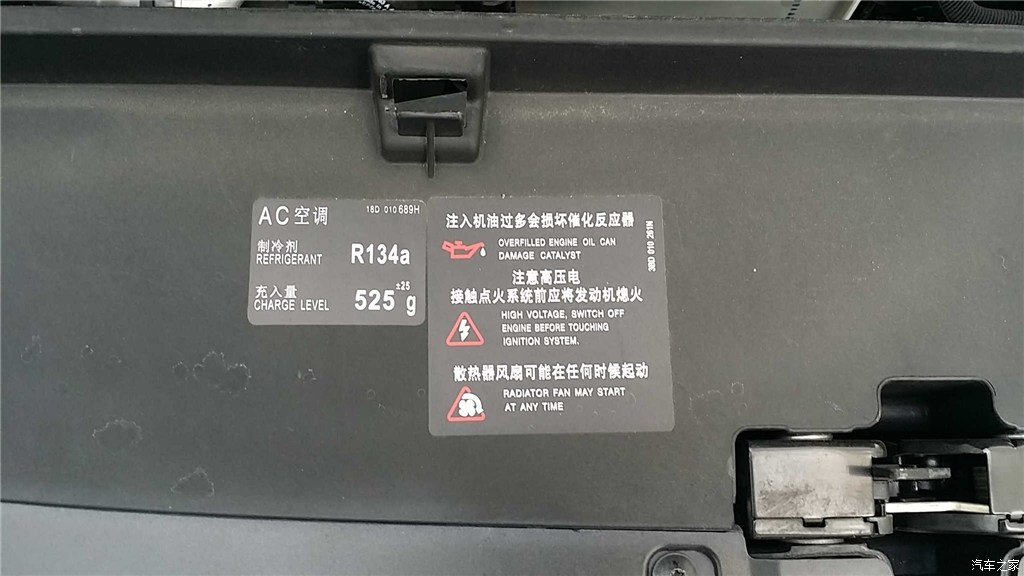 AC空调 18D 010 689H
制冷剂
REFRIGERANT R134a
充入量
CHARGE LEVEL 525±25 g
注入机油过多会损坏催化反应器
OVERFILLED ENGINE OIL CAN
DAMAGE CATALYST
注意高压电
接触点火系统前应将发动机熄火
HIGH VOLTAGE, SWITCH OFF
ENGINE BEFORE TOUCHING
IGNITION SYSTEM.
散热器风扇可能在任何时候起动
RADIATOR FAN MAY START
AT ANY TIME
汽车之家